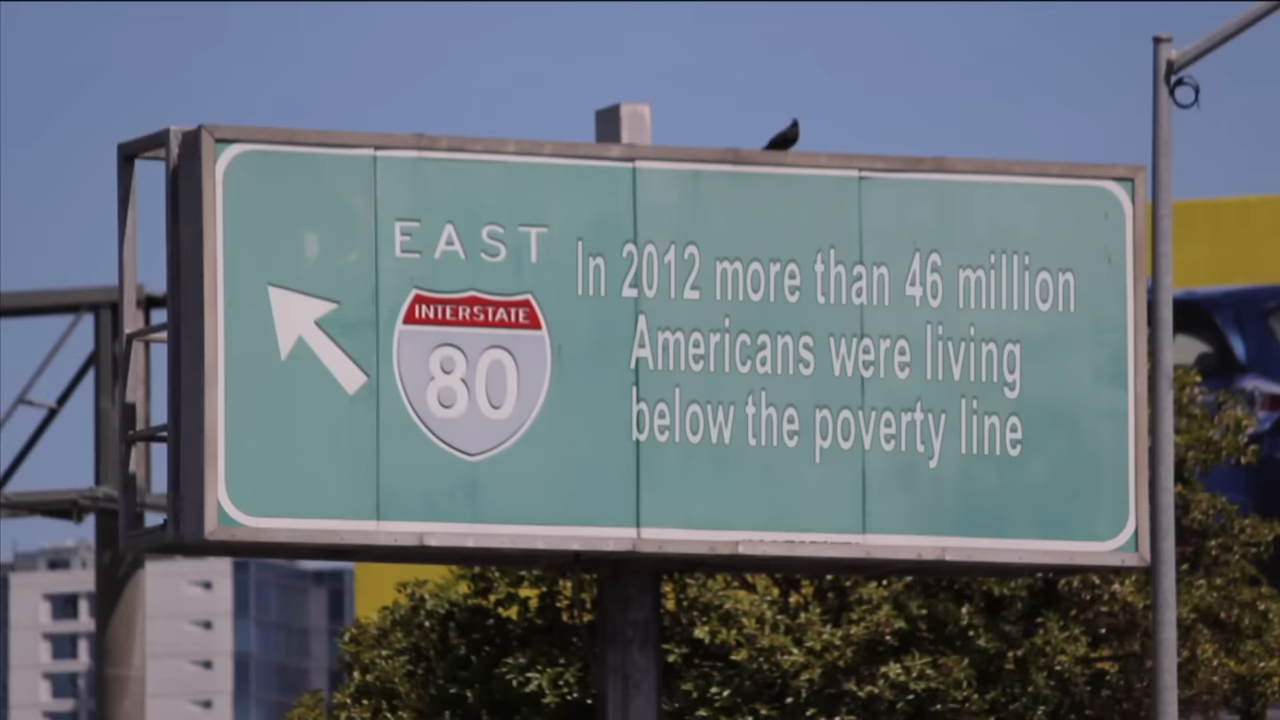 EAST
INTERSTATE
80
In 2012 more than 46 million
Americans were living
below the poverty line